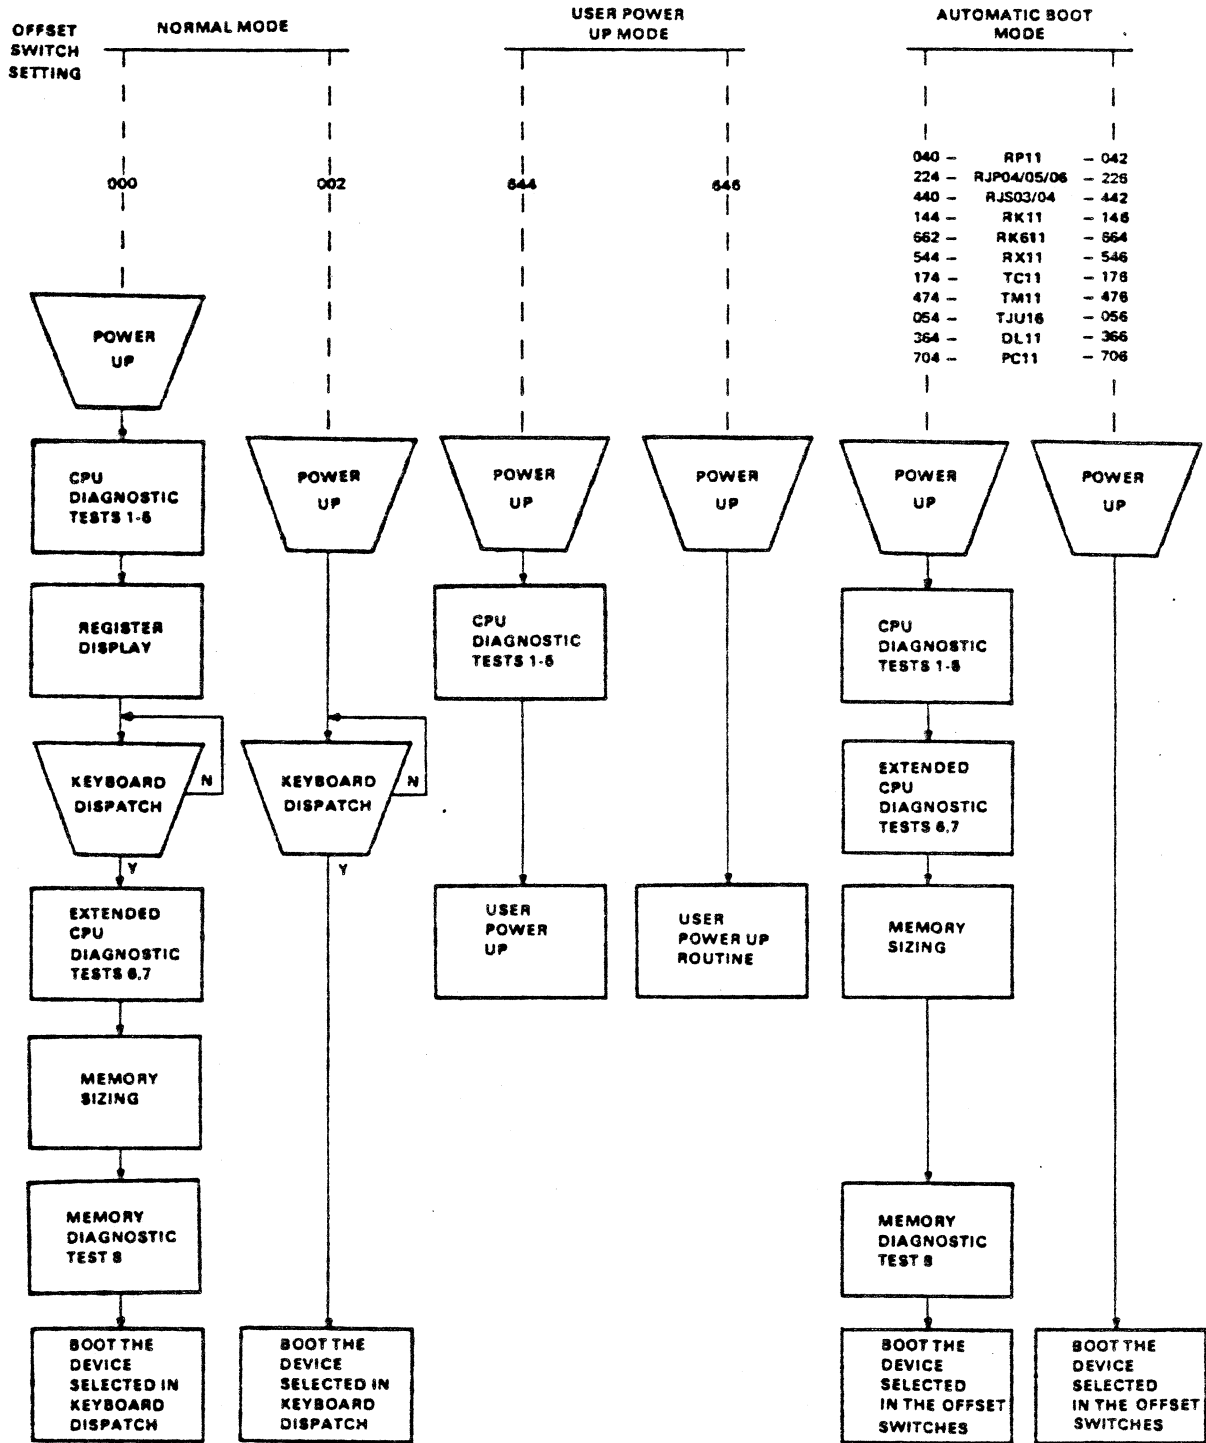 OFFSET
SWITCH
SETTING
NORMAL MODE
USER POWER
UP MODE
AUTOMATIC BOOT
MODE
000
002
644
646
040 – RP11 – 042
224 – RJP04/05/06 – 226
440 – RJS03/04 – 442
144 – RK11 – 146
662 – RK611 – 664
544 – RX11 – 546
174 – TC11 – 176
474 – TM11 – 476
054 – TJU16 – 056
364 – DL11 – 366
704 – PC11 – 706
POWER
UP
CPU
DIAGNOSTIC
TESTS 1-5
REGISTER
DISPLAY
KEYBOARD
DISPATCH
N
Y
EXTENDED
CPU
DIAGNOSTIC
TESTS 6,7
MEMORY
SIZING
MEMORY
DIAGNOSTIC
TEST 8
BOOT THE
DEVICE
SELECTED IN
KEYBOARD
DISPATCH
POWER
UP
KEYBOARD
DISPATCH
N
Y
BOOT THE
DEVICE
SELECTED IN
KEYBOARD
DISPATCH
POWER
UP
CPU
DIAGNOSTIC
TESTS 1-5
USER
POWER
UP
POWER
UP
USER
POWER UP
ROUTINE
POWER
UP
CPU
DIAGNOSTIC
TESTS 1-5
EXTENDED
CPU
DIAGNOSTIC
TESTS 6,7
MEMORY
SIZING
MEMORY
DIAGNOSTIC
TEST 8
BOOT THE
DEVICE
SELECTED
IN THE OFFSET
SWITCHES
POWER
UP
BOOT THE
DEVICE
SELECTED
IN THE OFFSET
SWITCHES